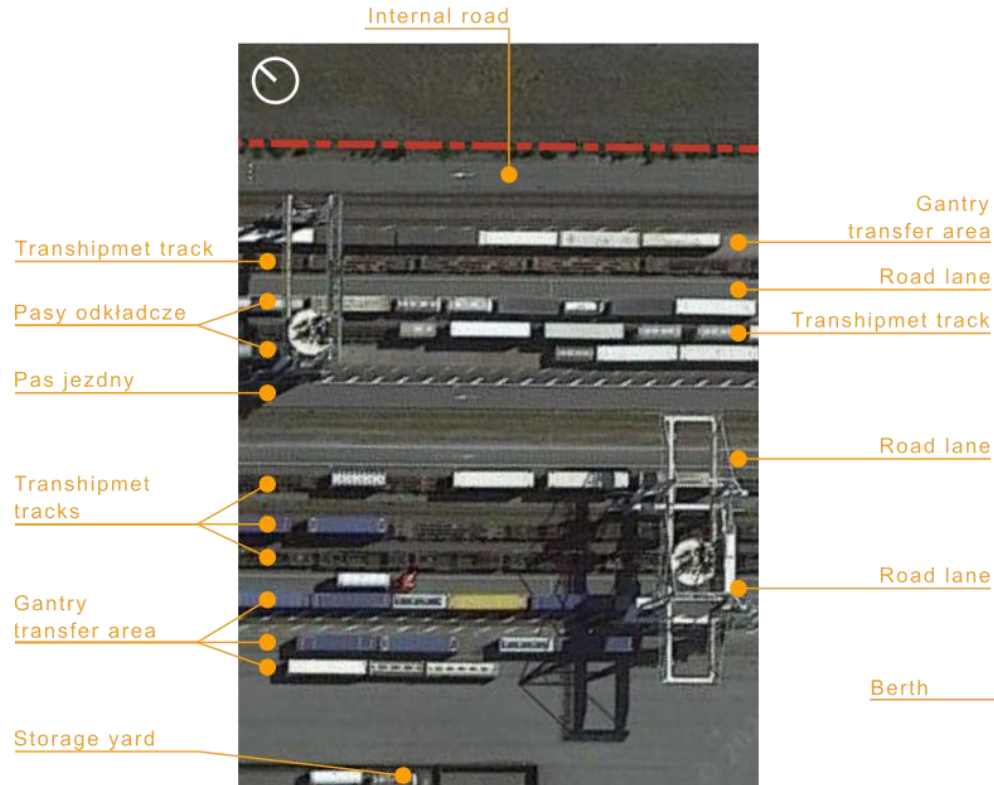 Internal road
Gantry
transfer area
Transhipmet track
Road lane
Pasy odkładcze
Transhipmet track
Pas jezdny
Road lane
Transhipmet
tracks
Road lane
Gantry
transfer area
Berth
Storage yard